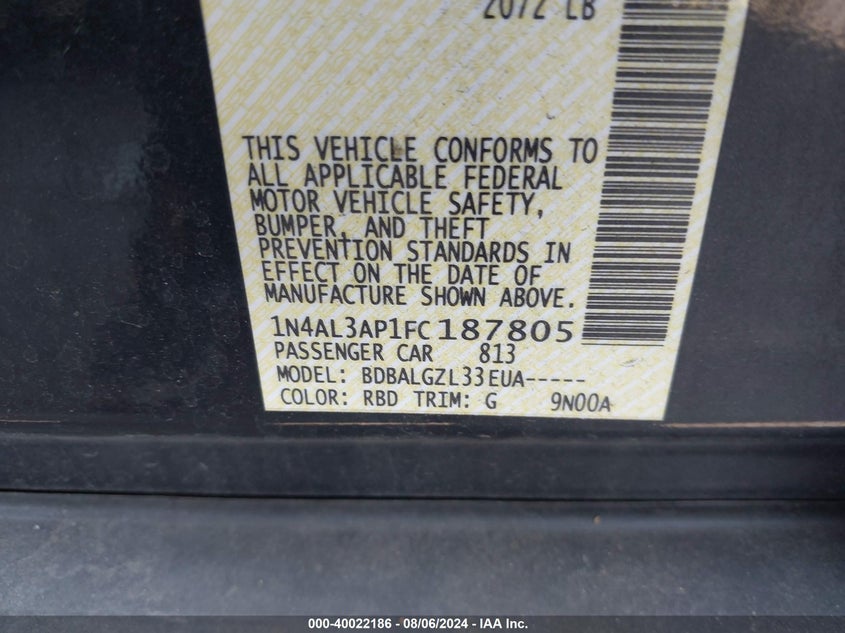 2072 LB
THIS VEHICLE CONFORMS TO
ALL APPLICABLE FEDERAL
MOTOR VEHICLE SAFETY,
BUMPER, AND THEFT
PREVENTION STANDARDS IN
EFFECT ON THE DATE OF
MANUFACTURE SHOWN ABOVE.
1N4AL3AP1FC187805
PASSENGER CAR 813
MODEL: BDBALGZL33EUA-----
COLOR: RBD TRIM: G 9N00A
000-40022186 - 08/06/2024 - IAA Inc.